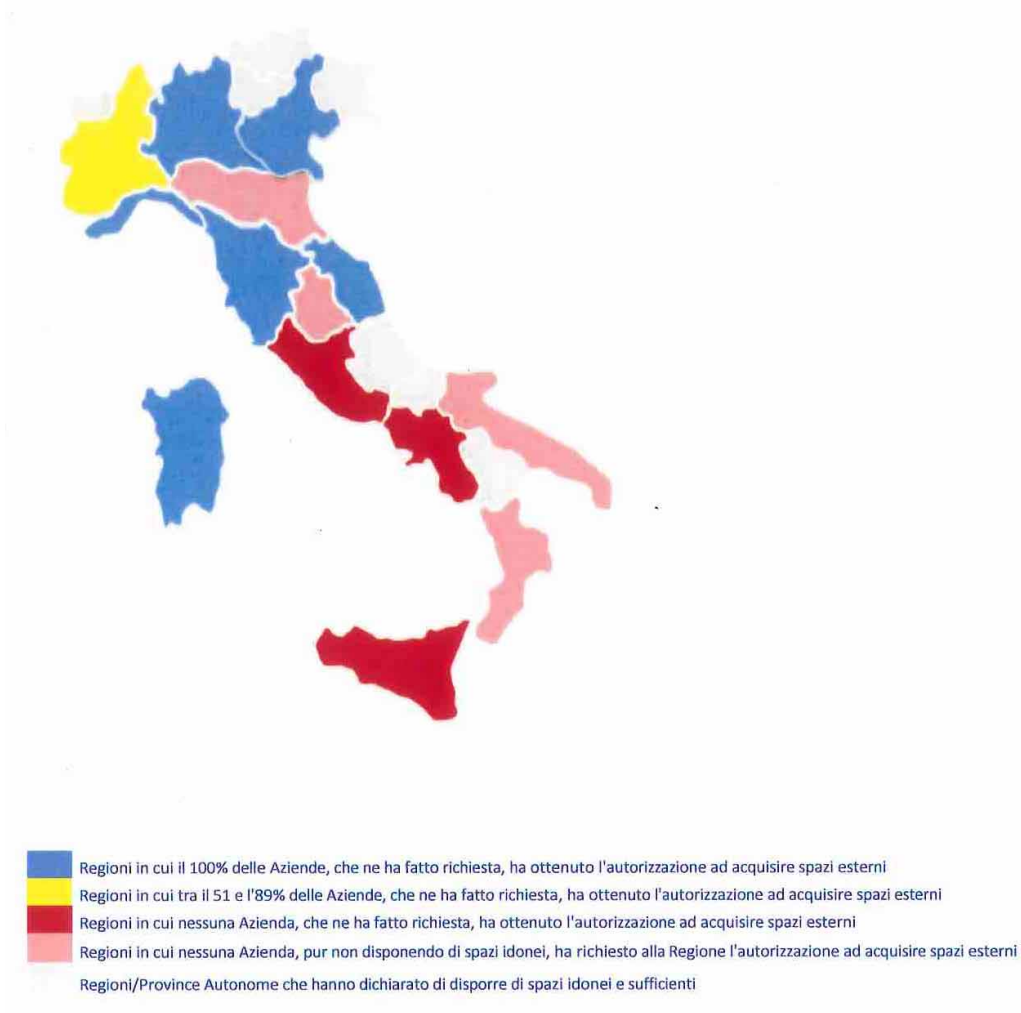 Regioni in cui il 100% delle Aziende, che ne ha fatto richiesta, ha ottenuto l'autorizzazione ad acquisire spazi esterni
Regioni in cui tra il 51 e l'89% delle Aziende, che ne ha fatto richiesta, ha ottenuto l'autorizzazione ad acquisire spazi esterni
Regioni in cui nessuna Azienda, che ne ha fatto richiesta, ha ottenuto l'autorizzazione ad acquisire spazi esterni
Regioni in cui nessuna Azienda, pur non disponendo di spazi idonei, ha richiesto alla Regione l'autorizzazione ad acquisire spazi esterni
Regioni/Province Autonome che hanno dichiarato di disporre di spazi idonei e sufficienti